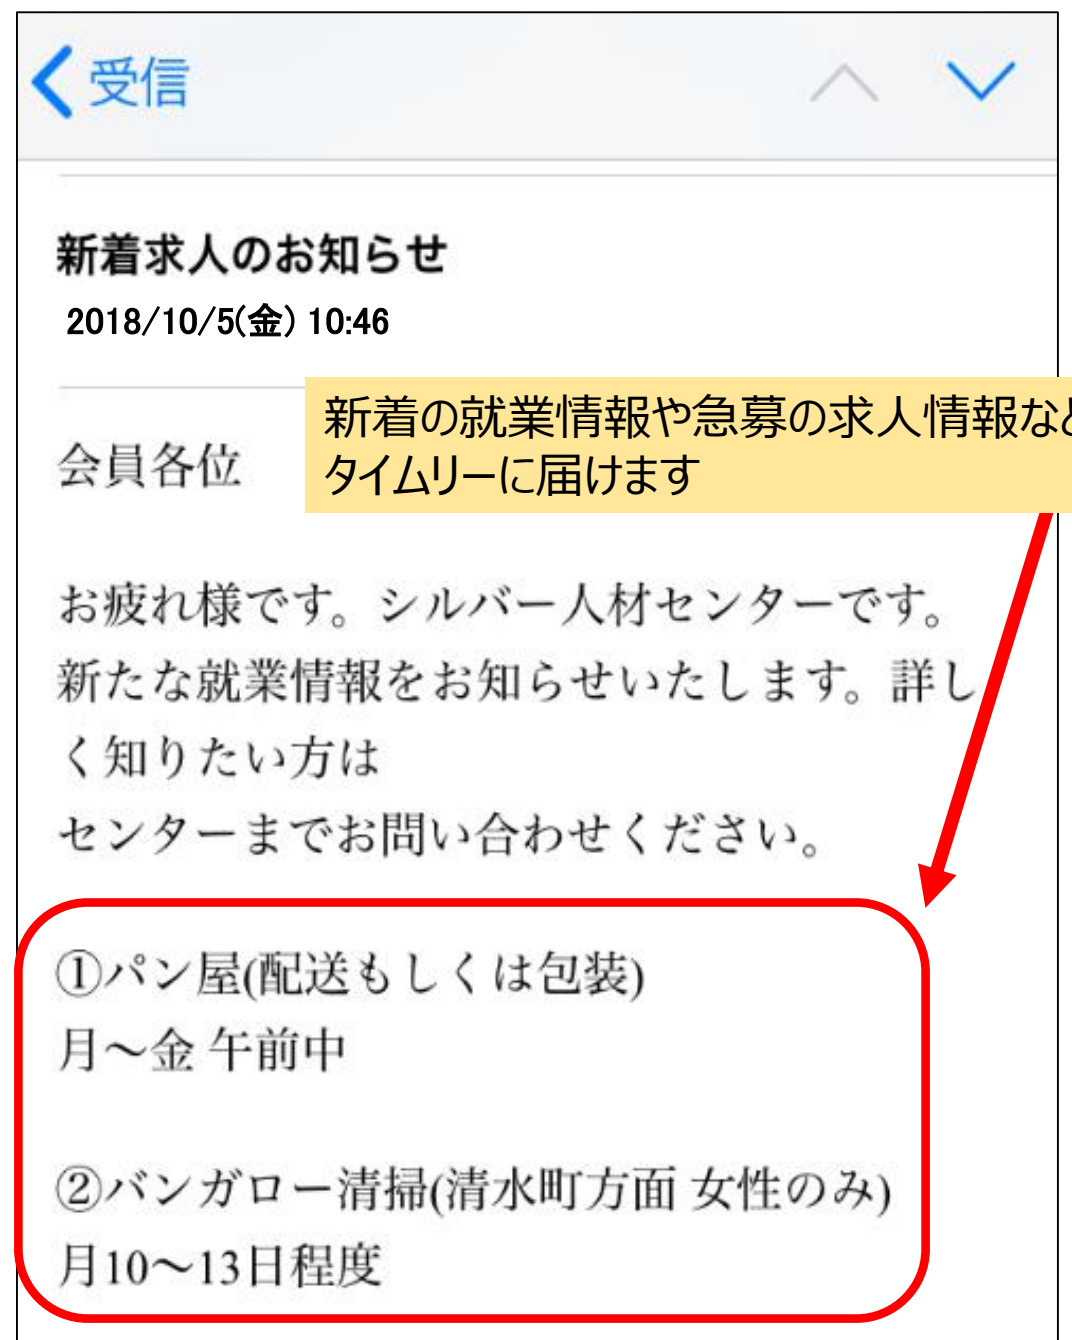 受信
新着求人のお知らせ
2018/10/5(金) 10:46
新着の就業情報や急募の求人情報など
タイムリーに届けます
会員各位
お疲れ様です。シルバー人材センターです。
新たな就業情報をお知らせいたします。詳し
く知りたい方は
センターまでお問い合わせください。
①パン屋(配送もしくは包装)
月～金 午前中
②バンガロー清掃(清水町方面 女性のみ)
月10～13日程度